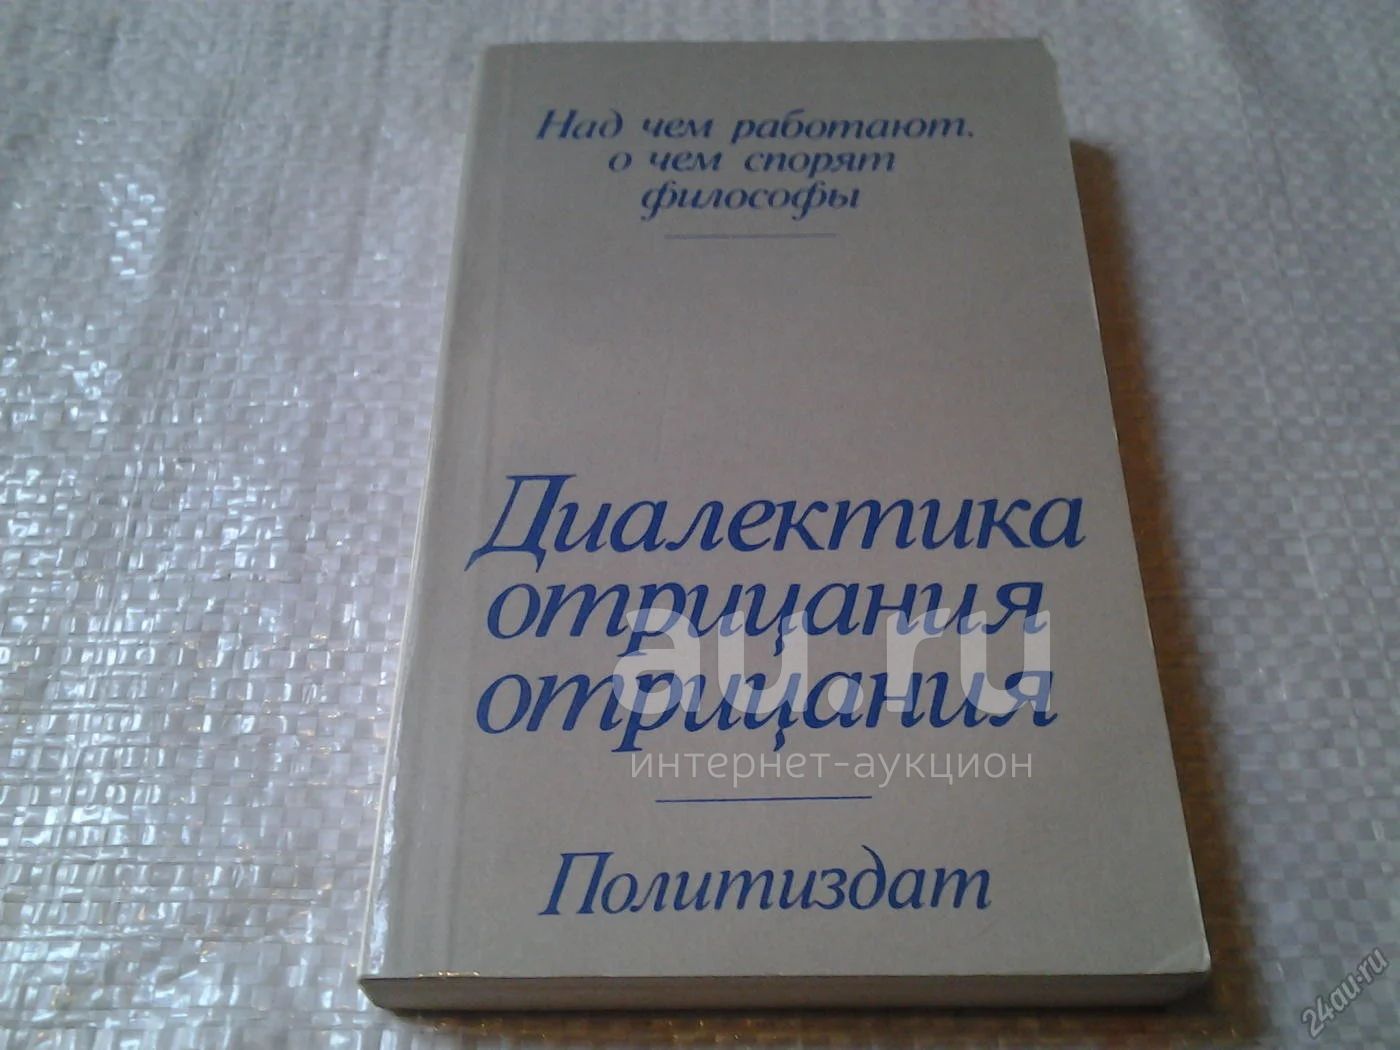 Над чем работают,
о чем спорят
философы
Диалектика
отрицания
отрицания
au.ru
интернет-аукцион
Политиздат
24au.ru